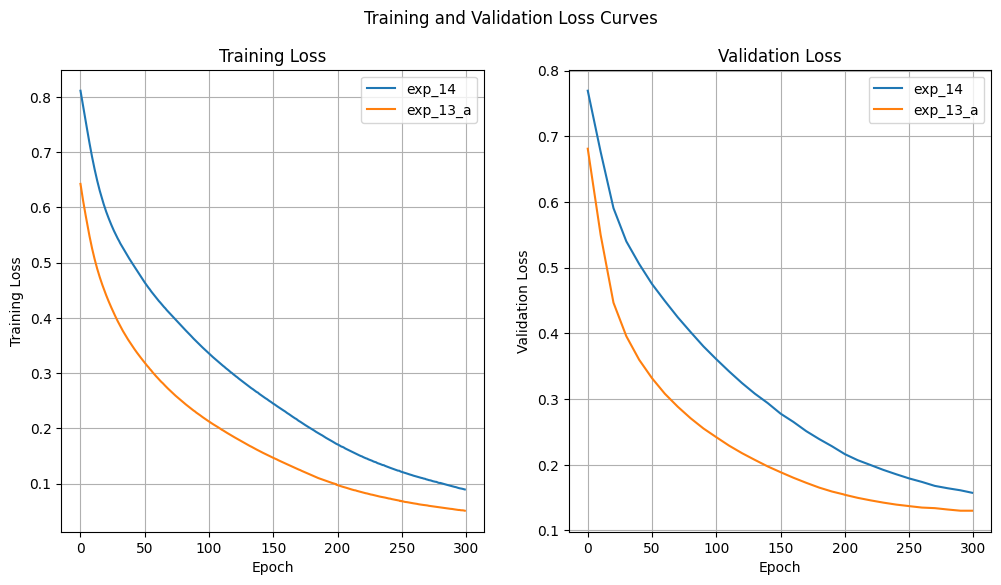 Training and Validation Loss Curves
Training Loss
exp_14
exp_13_a
0.8
0.7
0.6
0.5
0.4
0.3
0.2
0.1
Training Loss
0 50 100 150 200 250 300
Epoch
Validation Loss
exp_14
exp_13_a
0.8
0.7
0.6
0.5
0.4
0.3
0.2
0.1
Validation Loss
0 50 100 150 200 250 300
Epoch